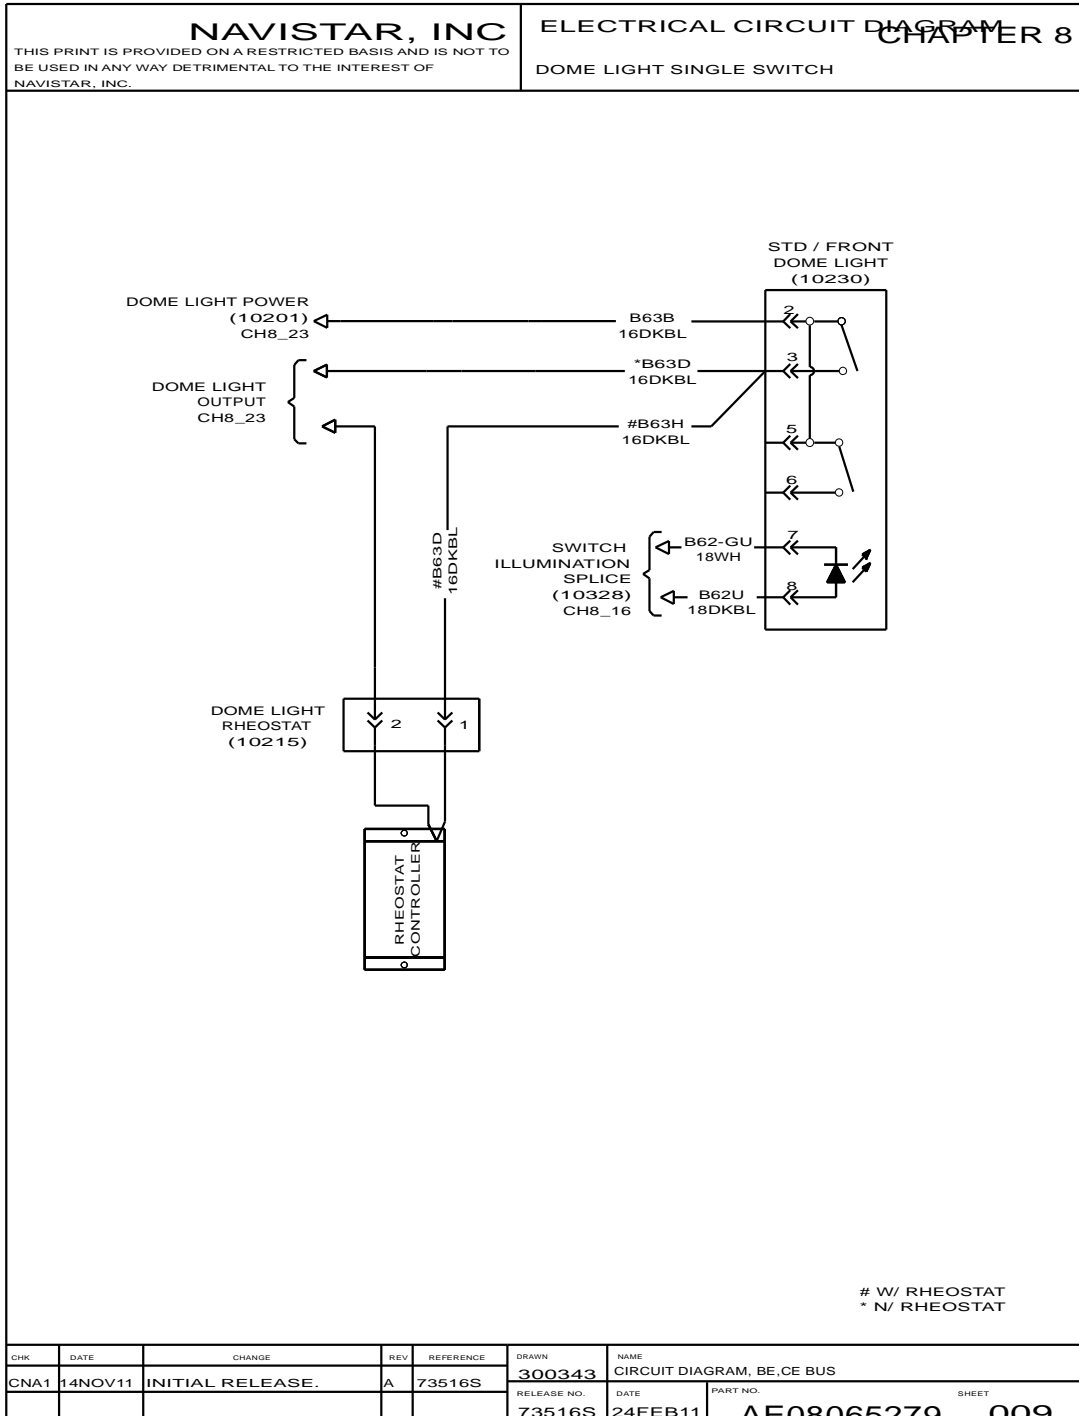 NAVISTAR, INC
THIS PRINT IS PROVIDED ON A RESTRICTED BASIS AND IS NOT TO
BE USED IN ANY WAY DETRIMENTAL TO THE INTEREST OF
NAVISTAR, INC.
ELECTRICAL CIRCUIT DIAGRAM
CHAPTER 8
DOME LIGHT SINGLE SWITCH
STD / FRONT
DOME LIGHT
(10230)
DOME LIGHT POWER
(10201)
CH8_23
B63B
16DKBL
2
DOME LIGHT
OUTPUT
CH8_23
*B63D
16DKBL
3
#B63H
16DKBL
5
6
#B63D
16DKBL
SWITCH
ILLUMINATION
SPLICE
(10328)
CH8_16
B62-GU
18WH
7
B62U
18DKBL
8
DOME LIGHT
RHEOSTAT
(10215)
2
1
RHEOSTAT
CONTROLLER
# W/ RHEOSTAT
* N/ RHEOSTAT
CHK DATE CHANGE REV REFERENCE
CNA1 14NOV11 INITIAL RELEASE. A 73516S
DRAWN
300343
NAME
CIRCUIT DIAGRAM, BE,CE BUS
RELEASE NO.
73516S
DATE
24FEB11
PART NO.
AE08065279
SHEET
009